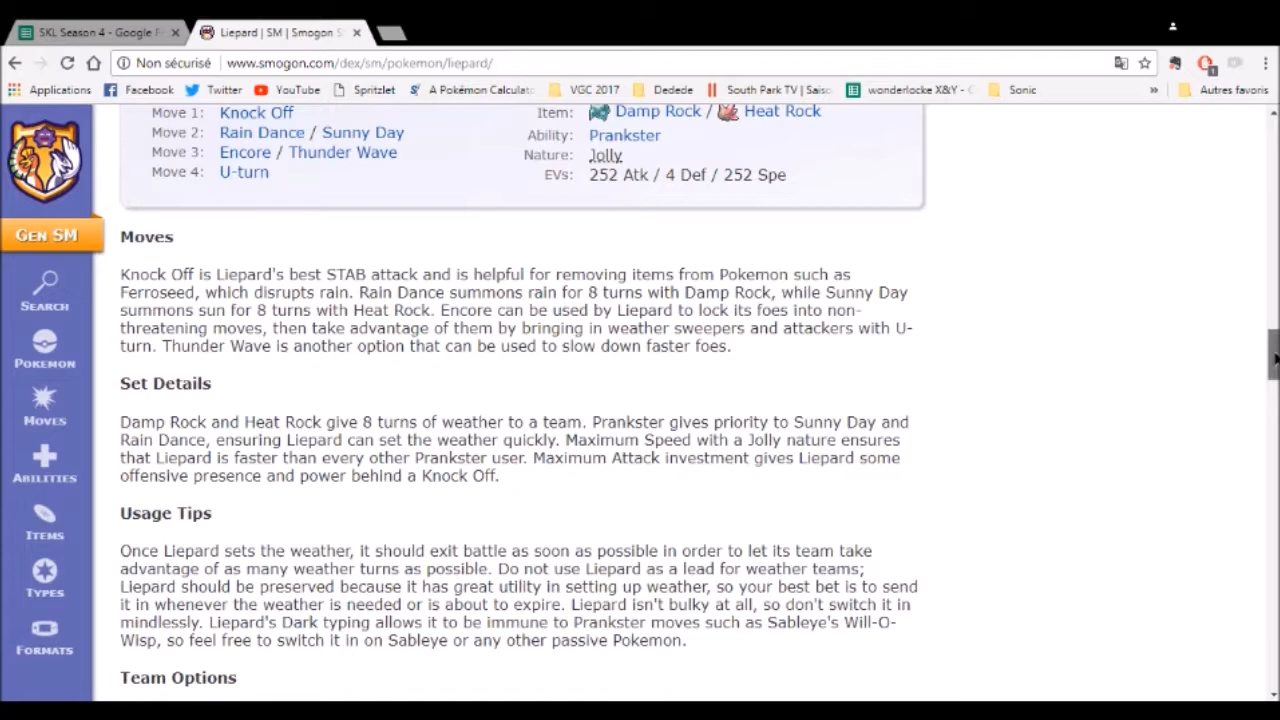 SKL Season 4 - Google F
Liepard | SM | Smogon S
Non sécurisé
www.smogon.com/dex/sm/pokemon/liepard/
Applications
Facebook
Twitter
YouTube
Spritzlet
A Pokémon Calculat
VGC 2017
Dedede
South Park TV | Saiso
wonderlocke X&Y - C
Sonic
»
Autres favoris
Move 1: Knock Off
Item: Damp Rock / Heat Rock
Move 2: Rain Dance / Sunny Day
Ability: Prankster
Move 3: Encore / Thunder Wave
Nature: Jolly
Move 4: U-turn
EVs: 252 Atk / 4 Def / 252 Spe
GEN SM
SEARCH
POKEMON
MOVES
ABILITIES
ITEMS
TYPES
FORMATS
Moves
Knock Off is Liepard's best STAB attack and is helpful for removing items from Pokemon such as
Ferroseed, which disrupts rain. Rain Dance summons rain for 8 turns with Damp Rock, while Sunny Day
summons sun for 8 turns with Heat Rock. Encore can be used by Liepard to lock its foes into non-
threatening moves, then take advantage of them by bringing in weather sweepers and attackers with U-
turn. Thunder Wave is another option that can be used to slow down faster foes.
Set Details
Damp Rock and Heat Rock give 8 turns of weather to a team. Prankster gives priority to Sunny Day and
Rain Dance, ensuring Liepard can set the weather quickly. Maximum Speed with a Jolly nature ensures
that Liepard is faster than every other Prankster user. Maximum Attack investment gives Liepard some
offensive presence and power behind a Knock Off.
Usage Tips
Once Liepard sets the weather, it should exit battle as soon as possible in order to let its team take
advantage of as many weather turns as possible. Do not use Liepard as a lead for weather teams;
Liepard should be preserved because it has great utility in setting up weather, so your best bet is to send
it in whenever the weather is needed or is about to expire. Liepard isn't bulky at all, so don't switch it in
mindlessly. Liepard's Dark typing allows it to be immune to Prankster moves such as Sableye's Will-O-
Wisp, so feel free to switch it in on Sableye or any other passive Pokemon.
Team Options